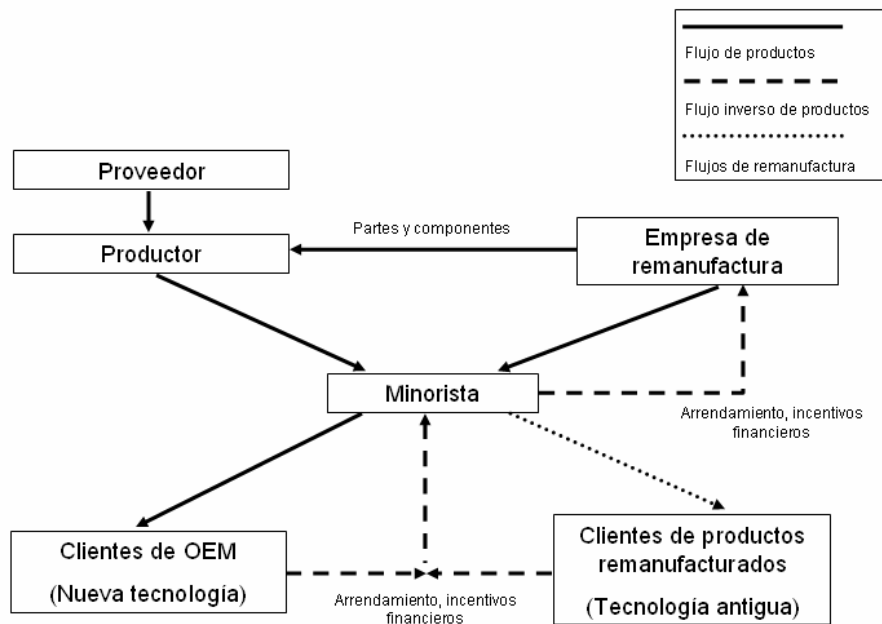 Flujo de productos
Flujo inverso de productos
Flujos de remanufactura
Proveedor
Productor
Partes y componentes
Empresa de
remanufactura
Minorista
Arrendamiento, incentivos
financieros
Clientes de OEM
(Nueva tecnología)
Arrendamiento, incentivos
financieros
Clientes de productos
remanufacturados
(Tecnología antigua)